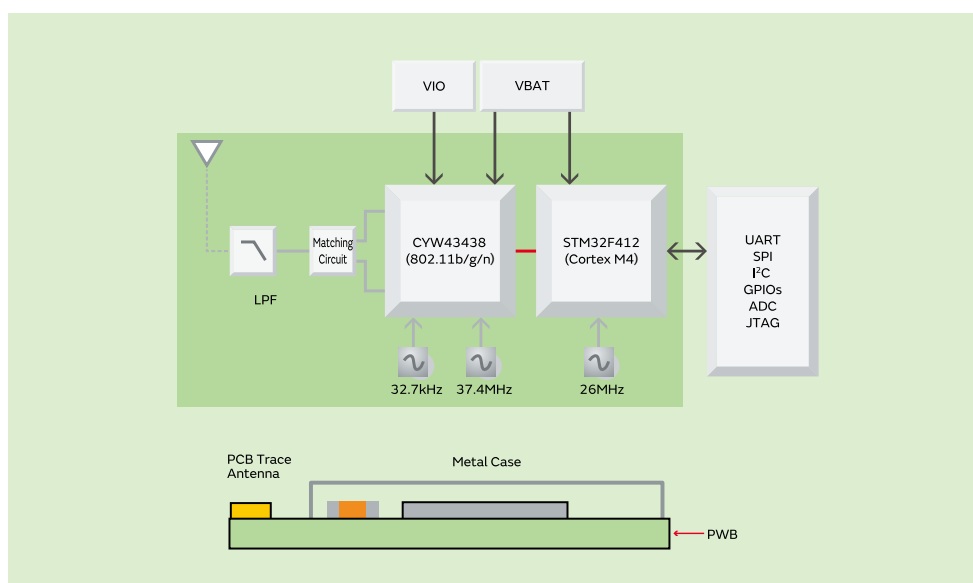 VIO
VBAT
Matching
Circuit
CYW43438
(802.11b/g/n)
STM32F412
(Cortex M4)
UART
SPI
I²C
GPIOs
ADC
JTAG
LPF
32.7kHz
37.4MHz
26MHz
PCB Trace
Antenna
Metal Case
PWB